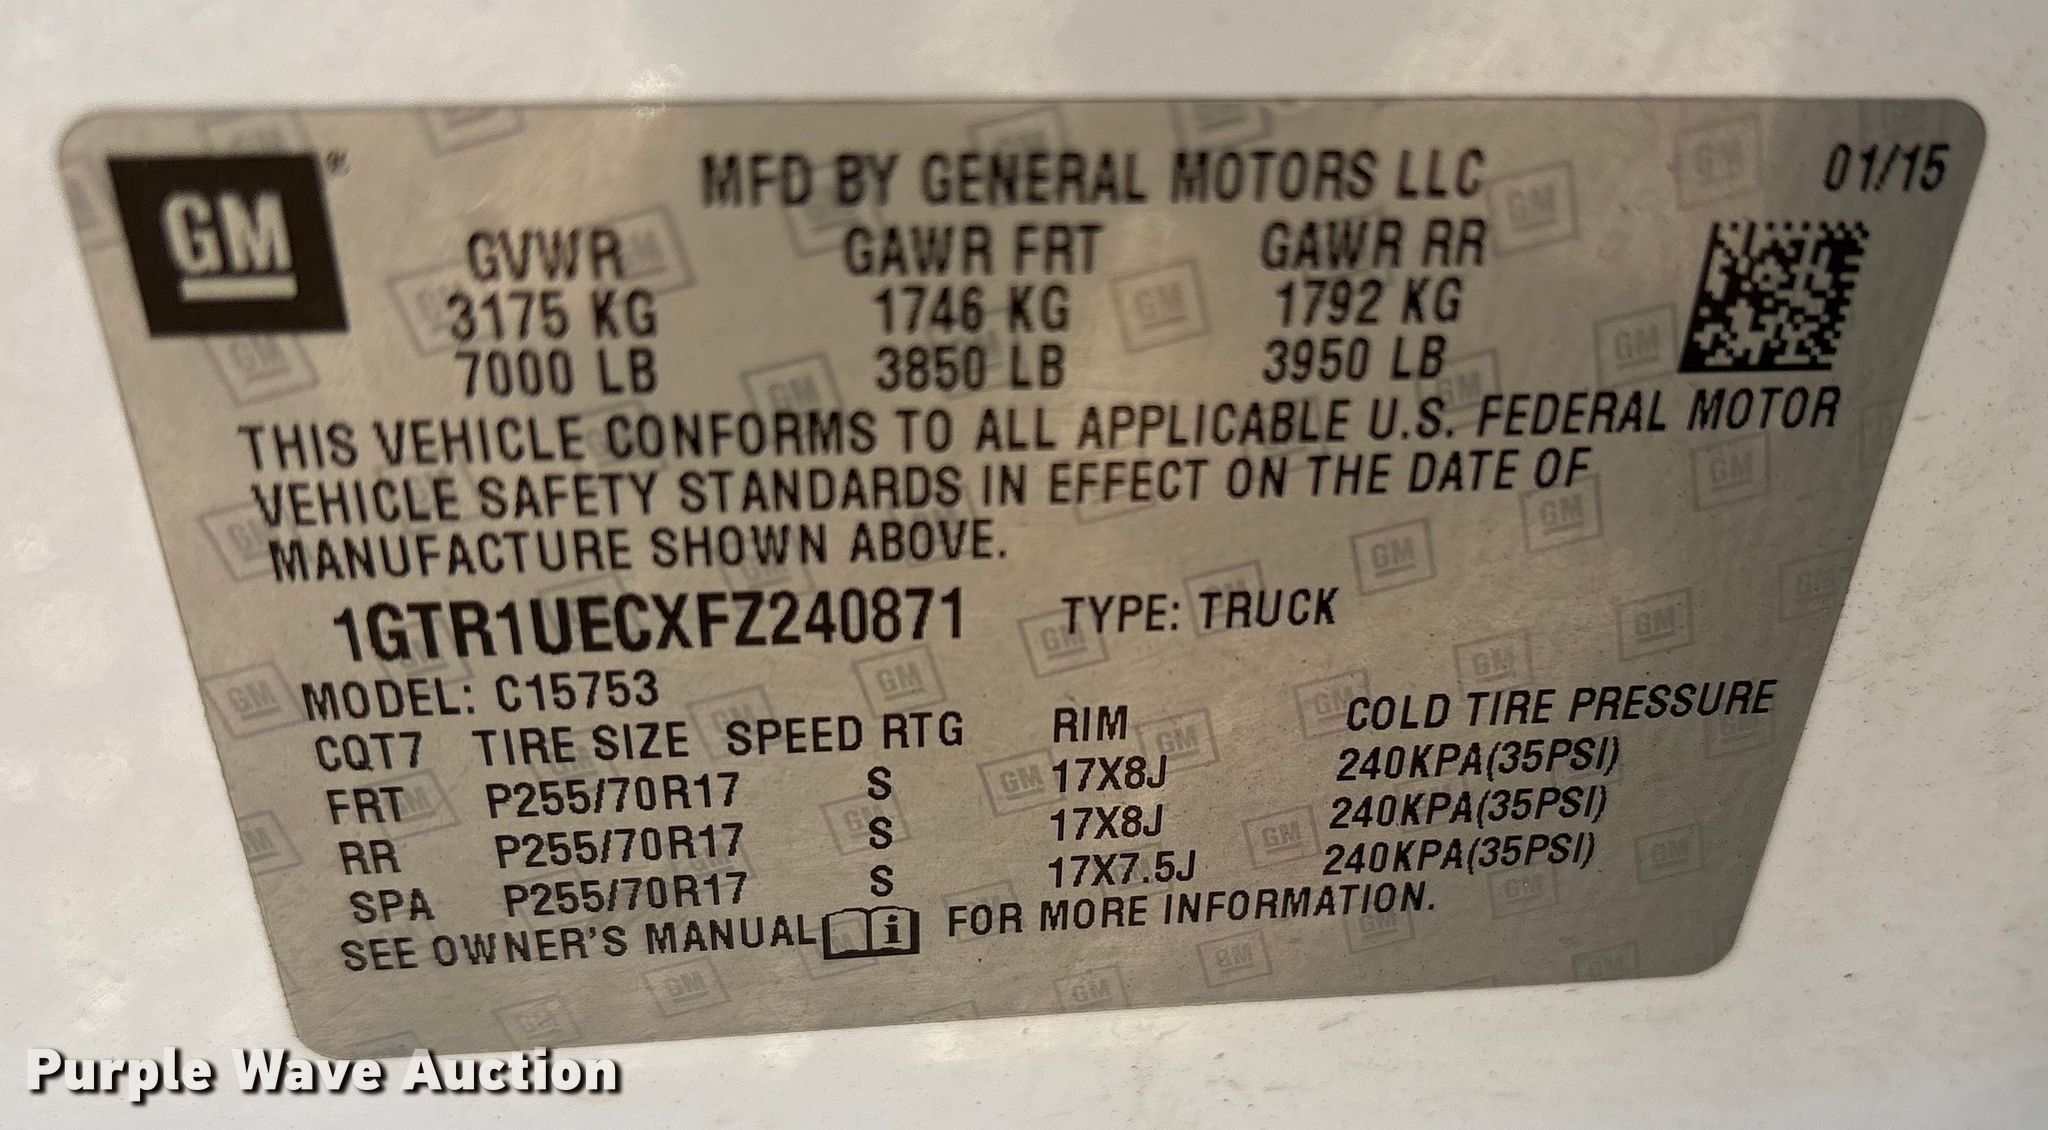 GM®
MFD BY GENERAL MOTORS LLC 01/15
GVWR GAWR FRT GAWR RR
3175 KG 1746 KG 1792 KG
7000 LB 3850 LB 3950 LB
THIS VEHICLE CONFORMS TO ALL APPLICABLE U.S. FEDERAL MOTOR
VEHICLE SAFETY STANDARDS IN EFFECT ON THE DATE OF
MANUFACTURE SHOWN ABOVE.
1GTR1UECXFZ240871 TYPE: TRUCK
MODEL: C15753
CQT7 TIRE SIZE SPEED RTG RIM COLD TIRE PRESSURE
FRT P255/70R17 S 17X8J 240KPA(35PSI)
RR P255/70R17 S 17X8J 240KPA(35PSI)
SPA P255/70R17 S 17X7.5J 240KPA(35PSI)
SEE OWNER'S MANUAL i FOR MORE INFORMATION.
Purple Wave Auction